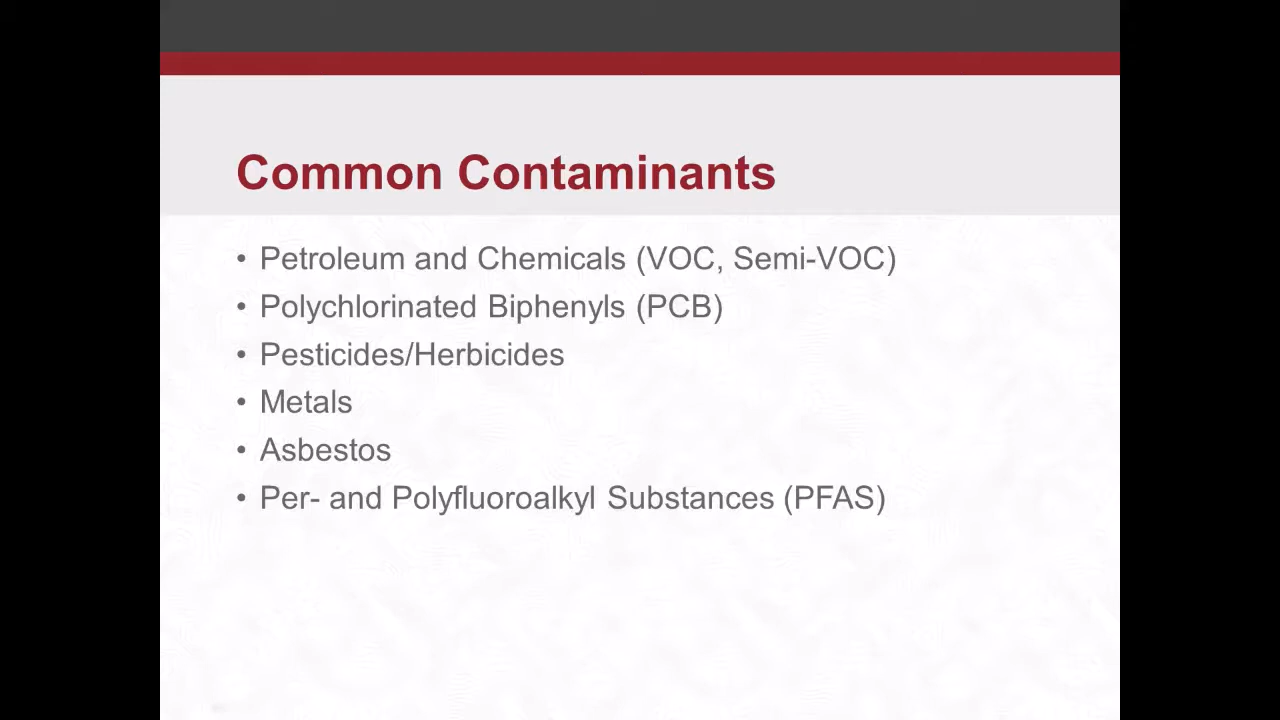 Common Contaminants
• Petroleum and Chemicals (VOC, Semi-VOC)
• Polychlorinated Biphenyls (PCB)
• Pesticides/Herbicides
• Metals
• Asbestos
• Per- and Polyfluoroalkyl Substances (PFAS)